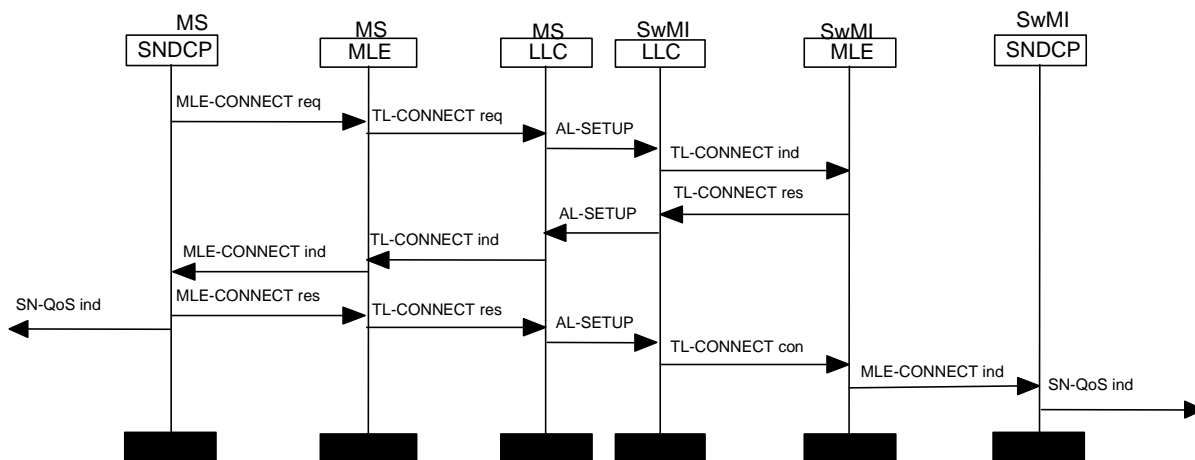 MS
SNDCP
MS
MLE
MS
LLC
SwMI
LLC
SwMI
MLE
SwMI
SNDCP
MLE-CONNECT req
TL-CONNECT req
AL-SETUP
TL-CONNECT ind
TL-CONNECT res
AL-SETUP
TL-CONNECT ind
MLE-CONNECT ind
SN-QoS ind
MLE-CONNECT res
TL-CONNECT res
AL-SETUP
TL-CONNECT con
MLE-CONNECT ind
SN-QoS ind